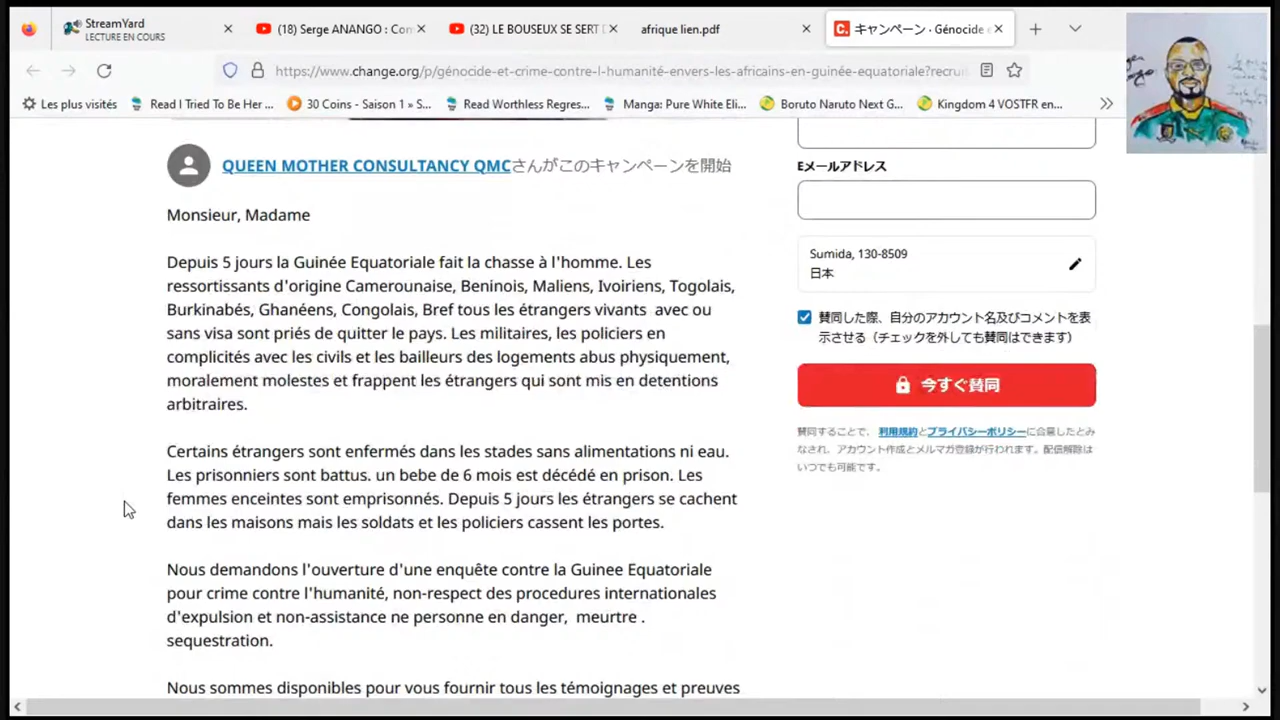 StreamYard
LECTURE EN COURS
(18) Serge ANANGO : Con
(32) LE BOUSEUX SE SERT D
afrique lien.pdf
キャンペーン · Génocide e
https://www.change.org/p/génocide-et-crime-contre-l-humanité-envers-les-africains-en-guinée-equatoriale?recrui
Les plus visités
Read I Tried To Be Her ...
30 Coins - Saison 1 » S...
Read Worthless Regres...
Manga: Pure White Eli...
Boruto Naruto Next G...
Kingdom 4 VOSTFR en...
QUEEN MOTHER CONSULTANCY QMCさんがこのキャンペーンを開始
Monsieur, Madame
Depuis 5 jours la Guinée Equatoriale fait la chasse à l'homme. Les
ressortissants d'origine Camerounaise, Beninois, Maliens, Ivoiriens, Togolais,
Burkinabés, Ghanéens, Congolais, Bref tous les étrangers vivants avec ou
sans visa sont priés de quitter le pays. Les militaires, les policiers en
complicités avec les civils et les bailleurs des logements abus physiquement,
moralement molestes et frappent les étrangers qui sont mis en detentions
arbitraires.
Certains étrangers sont enfermés dans les stades sans alimentations ni eau.
Les prisonniers sont battus. un bebe de 6 mois est décédé en prison. Les
femmes enceintes sont emprisonnés. Depuis 5 jours les étrangers se cachent
dans les maisons mais les soldats et les policiers cassent les portes.
Nous demandons l'ouverture d'une enquête contre la Guinee Equatoriale
pour crime contre l'humanité, non-respect des procedures internationales
d'expulsion et non-assistance ne personne en danger, meurtre .
sequestration.
Nous sommes disponibles pour vous fournir tous les témoignages et preuves
Eメールアドレス
Sumida, 130-8509
日本
賛同した際、自分のアカウント名及びコメントを表
示させる（チェックを外しても賛同はできます）
今すぐ賛同
賛同することで、利用規約とプライバシーポリシーに合意したとみ
なされ、アカウント作成とメルマガ登録が行われます。配信解除は
いつでも可能です。